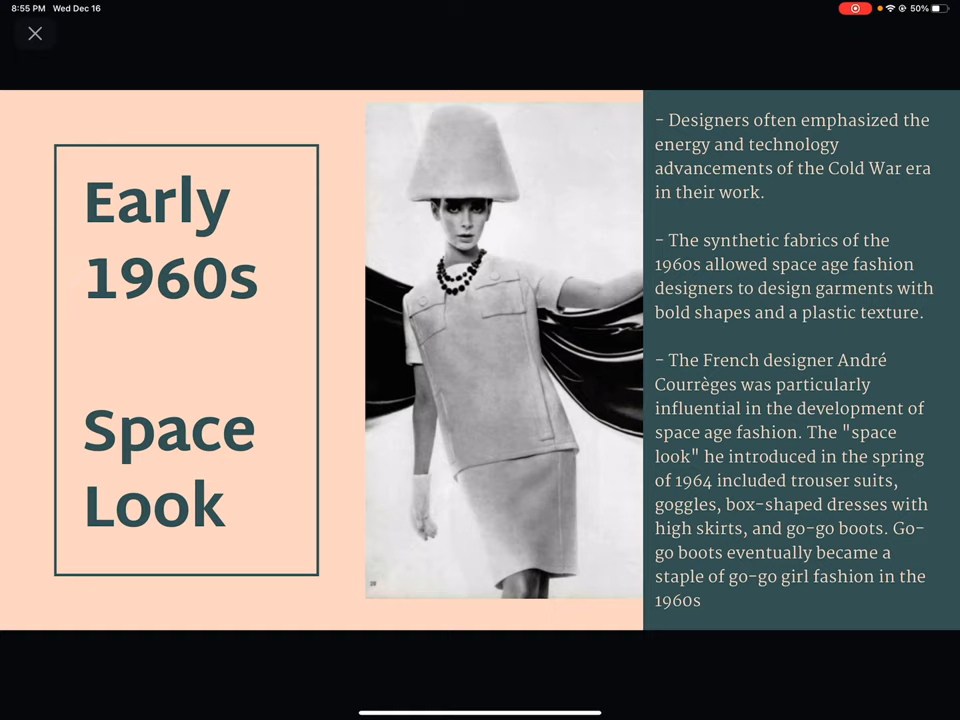 8:55 PM Wed Dec 16
50%
Early
1960s
Space
Look
- Designers often emphasized the
energy and technology
advancements of the Cold War era
in their work.
- The synthetic fabrics of the
1960s allowed space age fashion
designers to design garments with
bold shapes and a plastic texture.
- The French designer André
Courrèges was particularly
influential in the development of
space age fashion. The "space
look" he introduced in the spring
of 1964 included trouser suits,
goggles, box-shaped dresses with
high skirts, and go-go boots. Go-
go boots eventually became a
staple of go-go girl fashion in the
1960s